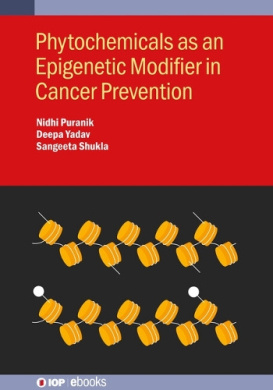 Phytochemicals as an
Epigenetic Modifier in
Cancer Prevention
Nidhi Puranik
Deepa Yadav
Sangeeta Shukla
IOP ebooks